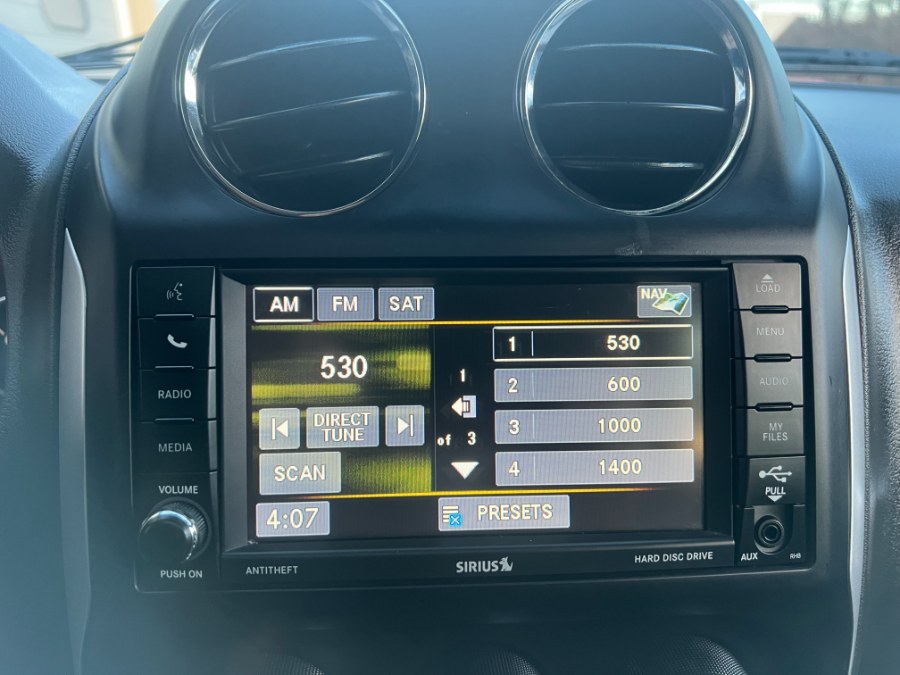 AM FM SAT NAV
530
1 530
2 600
3 1000
4 1400
1
of 3
DIRECT
TUNE
SCAN
4:07
PRESETS
RADIO
MEDIA
VOLUME
PUSH ON
ANTITHEFT
SIRIUS
HARD DISC DRIVE
LOAD
MENU
AUDIO
MY
FILES
PULL
AUX RHB